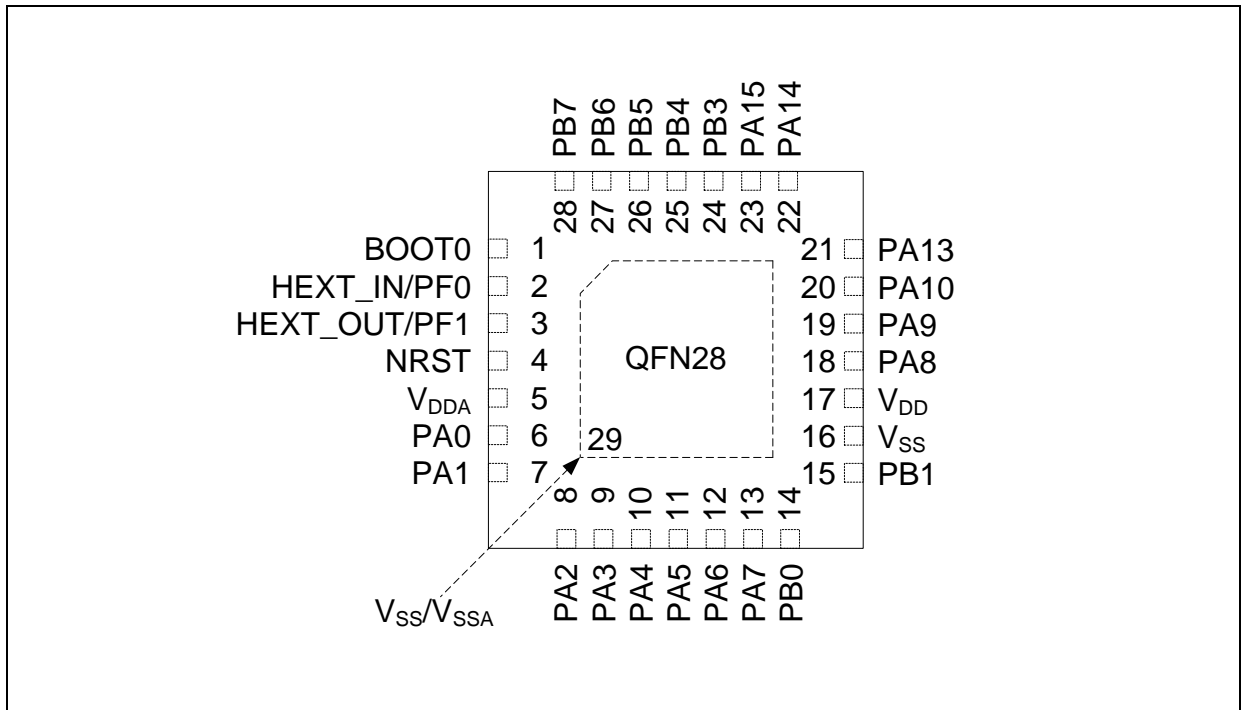 PB7 PB6 PB5 PB4 PB3 PA15 PA14
28 27 26 25 24 23 22
BOOT0 1
HEXT_IN/PF0 2
HEXT_OUT/PF1 3
NRST 4
VDDA 5
PA0 6
PA1 7
21 PA13
20 PA10
19 PA9
18 PA8
17 VDD
16 VSS
15 PB1
QFN28
29
8 9 10 11 12 13 14
PA2 PA3 PA4 PA5 PA6 PA7 PB0
VSS/VSSA